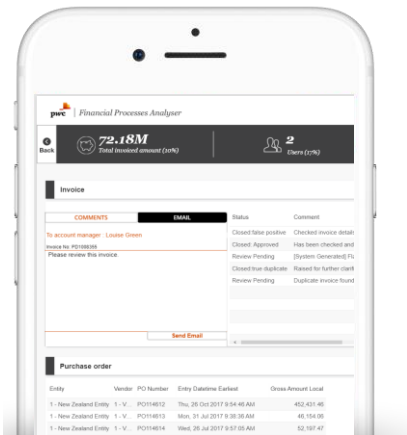 pwc | Financial Processes Analyser
Back
72.18M
Total invoiced amount (10%)
2
Users (17%)
Invoice
COMMENTS EMAIL Status Comment
To account manager : Louise Green Closed false positive Checked invoice detail
Closed: Approved Has been checked and
Please review this invoice Review Pending [System Generated] Fla
Closed:true duplicate Raised for further clarif
Review Pending Duplicate invoice found
Send Email
Purchase order
Entity Vendor PO Number Entry Datetime Earliest Gross Amount Local
1 - New Zealand Entity 1 - V... PO114612 Thu, 26 Oct 2017 9:54:46 AM 452,431.46
1 - New Zealand Entity 1 - V... PO114613 Mon, 31 Jul 2017 9:36:36 AM 46,154.06
1 - New Zealand Entity 1 - V... PO114614 Wed, 26 Jul 2017 9:57:05 AM 52,197.47